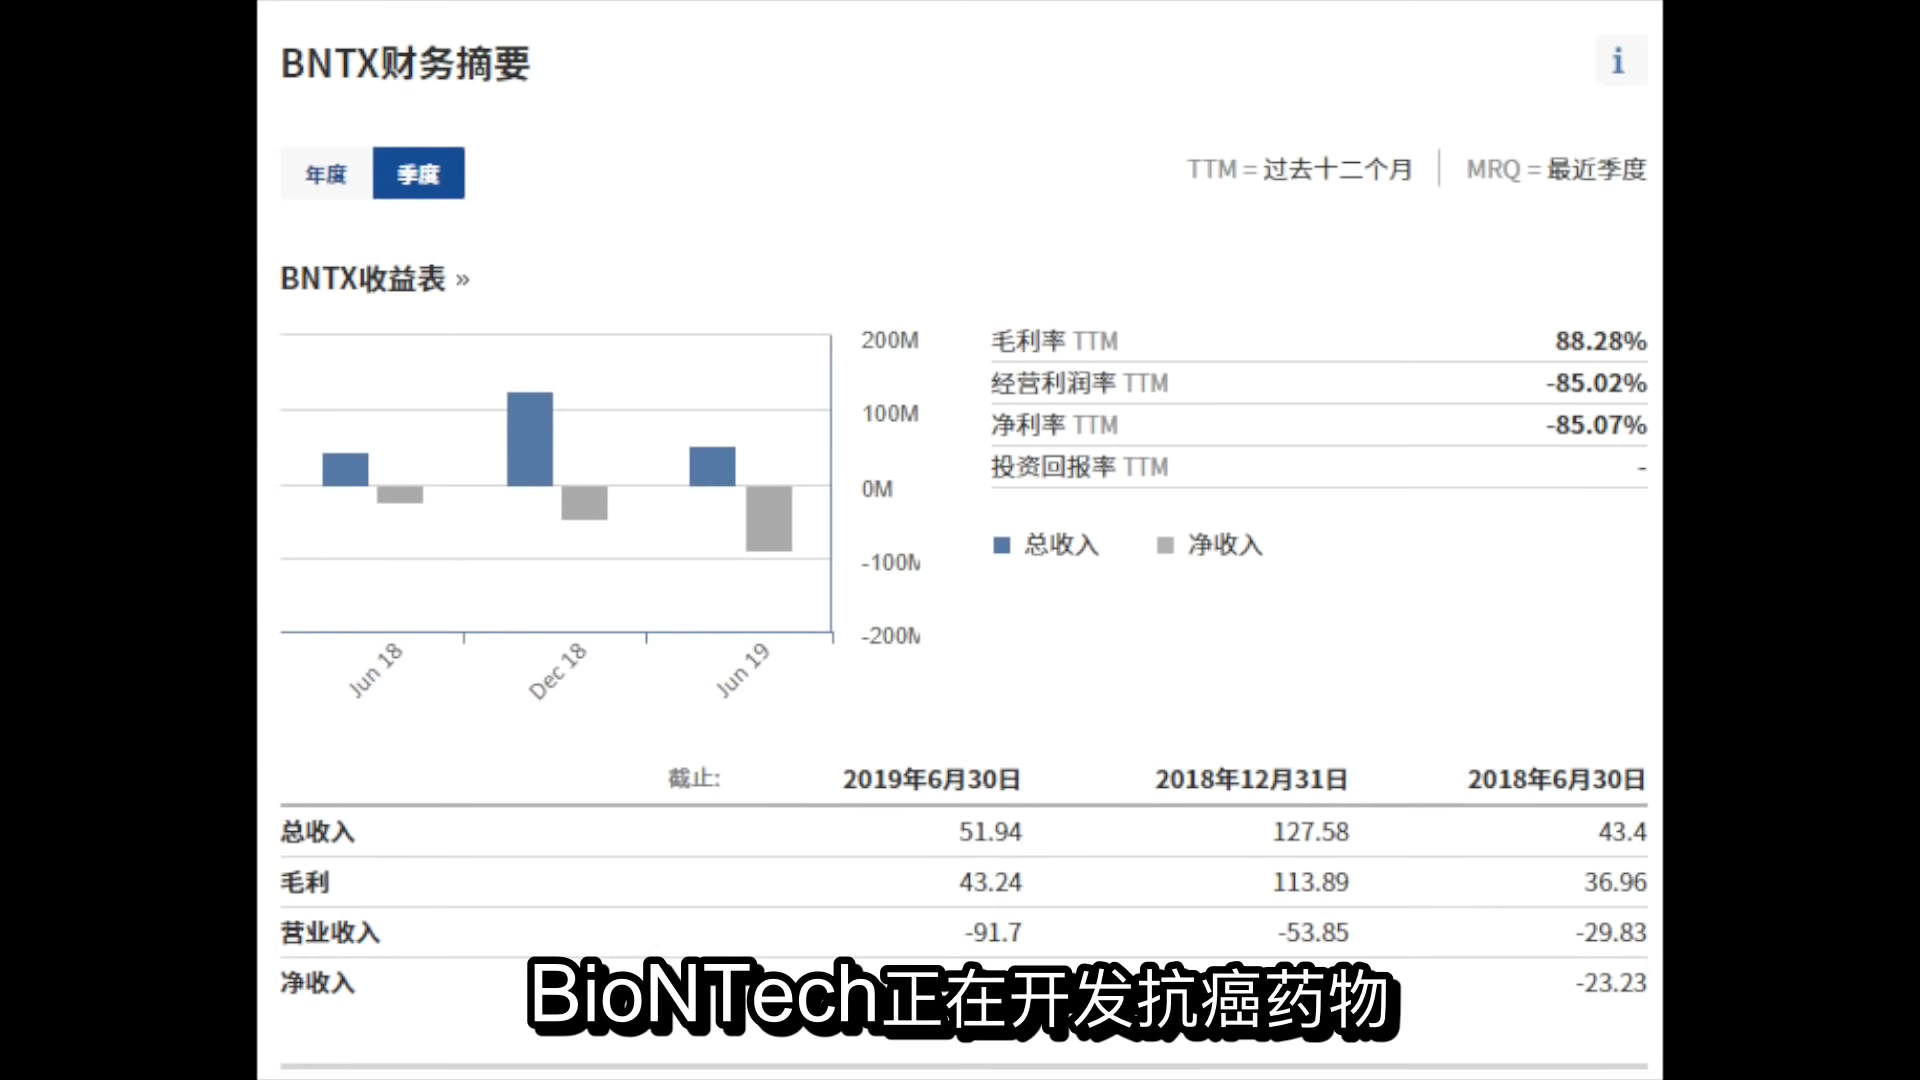 BNTX财务摘要
i
年度 季度
TTM = 过去十二个月 MRQ = 最近季度
BNTX收益表 »
200M
100M
0M
-100M
-200M
Jun 18 Dec 18 Jun 19
毛利率 TTM 88.28%
经营利润率 TTM -85.02%
净利率 TTM -85.07%
投资回报率 TTM -
总收入 净收入
截止: 2019年6月30日 2018年12月31日 2018年6月30日
总收入 51.94 127.58 43.4
毛利 43.24 113.89 36.96
营业收入 -91.7 -53.85 -29.83
净收入 -23.23
BioNTech正在开发抗癌药物